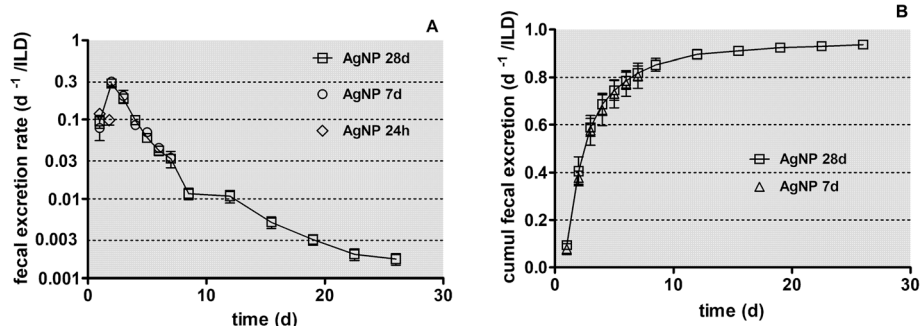 A
fecal excretion rate (d -1 /ILD)
1
0.3
0.1
0.03
0.01
0.003
0.001
AgNP 28d
AgNP 7d
AgNP 24h
0
10
20
30
time (d)
B
cumul fecal excretion (d -1 /ILD)
1.0
0.8
0.6
0.4
0.2
0.0
AgNP 28d
AgNP 7d
0
10
20
30
time (d)